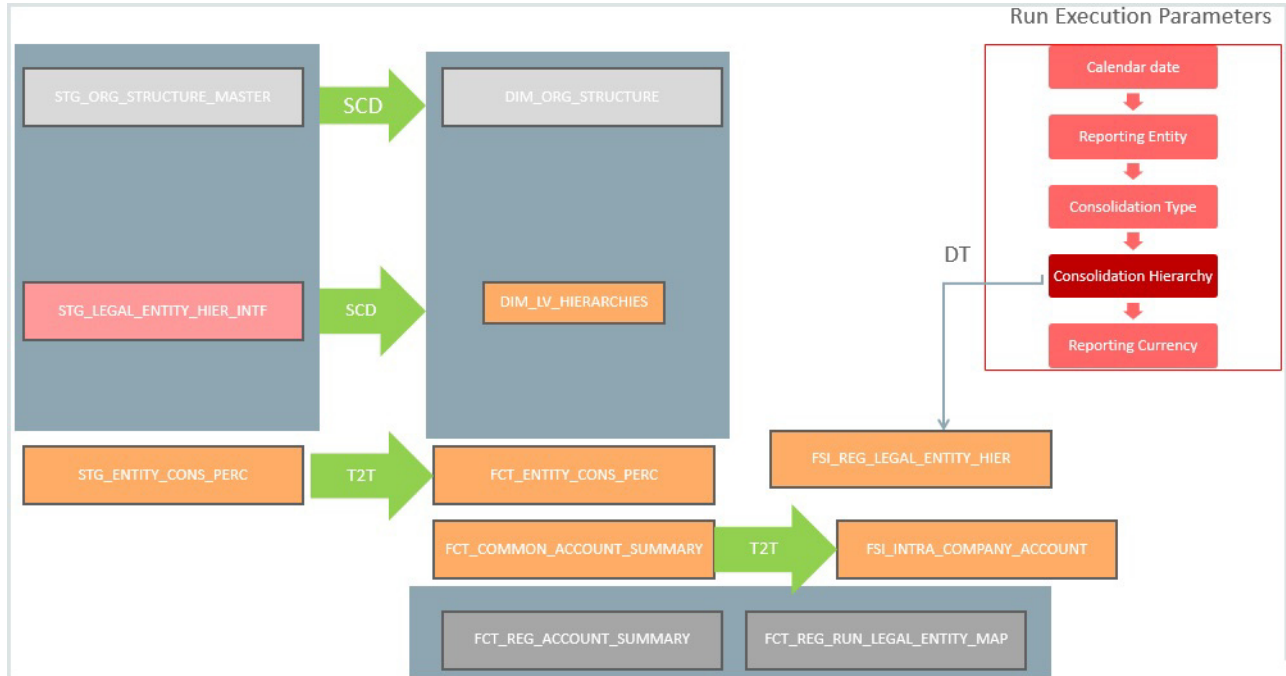 Run Execution Parameters
STG_ORG_STRUCTURE_MASTER
SCD
DIM_ORG_STRUCTURE
Calendar date
Reporting Entity
Consolidation Type
DT
Consolidation Hierarchy
STG_LEGAL_ENTITY_HIER_INTF
SCD
DIM_LV_HIERARCHIES
Reporting Currency
STG_ENTITY_CONS_PERC
T2T
FCT_ENTITY_CONS_PERC
FSI_REG_LEGAL_ENTITY_HIER
FCT_COMMON_ACCOUNT_SUMMARY
T2T
FSI_INTRA_COMPANY_ACCOUNT
FCT_REG_ACCOUNT_SUMMARY
FCT_REG_RUN_LEGAL_ENTITY_MAP